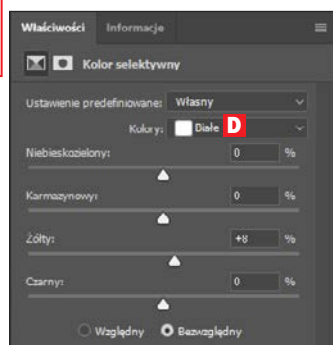 Właściwości Informacje
Kolor selektywny
Ustawienie predefiniowane: Własny
Kolory: Białe D
Niebieskozielony: 0 %
Karmazynowy: 0 %
Żółty: +8 %
Czarny: 0 %
Względny Bezwzględny